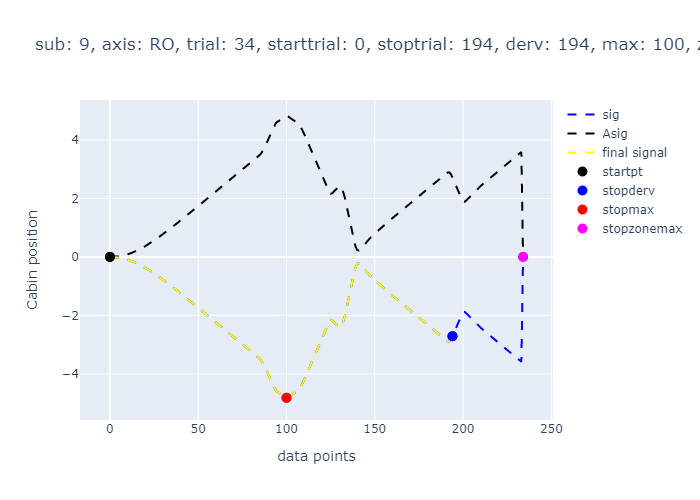 sub: 9, axis: RO, trial: 34, starttrial: 0, stoptrial: 194, derv: 194, max: 100,
4
2
0
−2
−4
Cabin position
0
50
100
150
200
250
data points
sig
Asig
final signal
startpt
stopderv
stopmax
stopzonemax